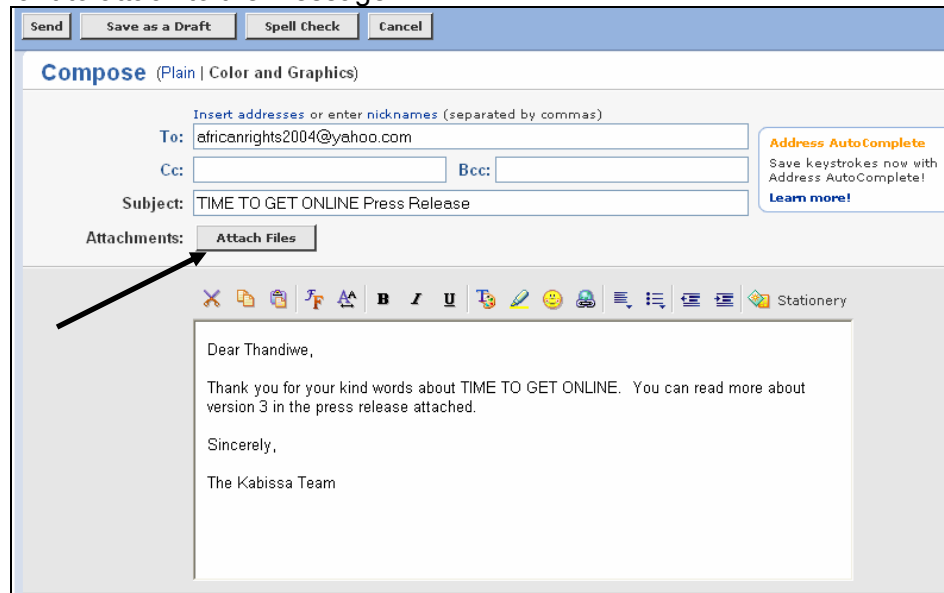 Send Save as a Draft Spell Check Cancel
Compose (Plain | Color and Graphics)
Insert addresses or enter nicknames (separated by commas)
To: africanrights2004@yahoo.com
Cc: Bcc:
Subject: TIME TO GET ONLINE Press Release
Attachments: Attach Files
Address AutoComplete
Save keystrokes now with
Address AutoComplete!
Learn more!
B I U Stationery
Dear Thandiwe,
Thank you for your kind words about TIME TO GET ONLINE. You can read more about
version 3 in the press release attached.
Sincerely,
The Kabissa Team